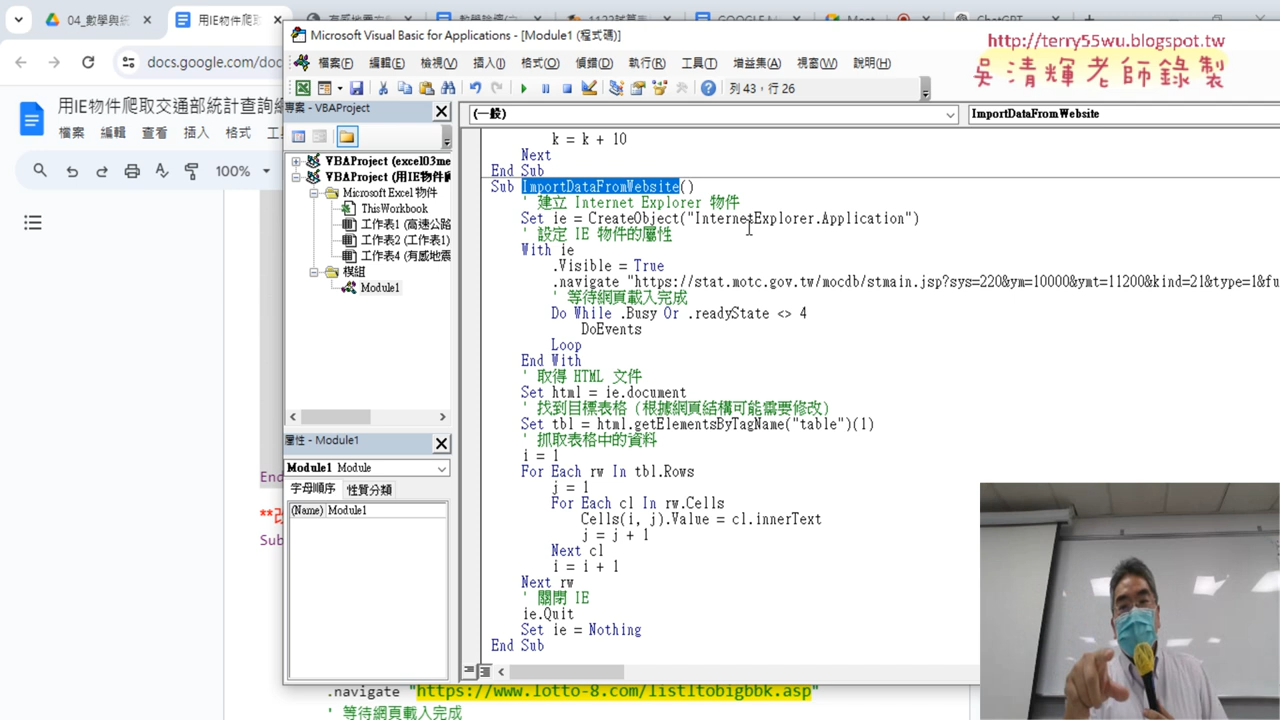 04_數學與統
用IE物件爬取
docs.google.com/doc
用IE物件爬取交通部統計查詢網
檔案 編輯 查看 插入 格式 工
100%
End
Sub
.navigate "https://www.lotto-8.com/listltobigbbk.asp"
' 等待網頁載入完成
Microsoft Visual Basic for Applications - [Module1 (程式碼)]
檔案(F) 編輯(E) 檢視(V) 插入(I) 格式(O) 偵錯(D) 執行(R) 工具(T) 增益集(A) 視窗(W) 說明(H)
列 43，行 26
http://terry55wu.blogspot.tw
吳清輝老師錄製
專案 - VBAProject
VBAProject (excel03me
VBAProject (用IE物件爬
Microsoft Excel 物件
ThisWorkbook
工作表1 (高速公路
工作表2 (工作表1)
工作表4 (有感地震
模組
Module1
屬性 - Module1
Module1 Module
字母順序 性質分類
(Name) Module1
(一般) ImportDataFromWebsite
k = k + 10
Next
End Sub
Sub ImportDataFromWebsite()
' 建立 Internet Explorer 物件
Set ie = CreateObject("InternetExplorer.Application")
' 設定 IE 物件的屬性
With ie
.Visible = True
.navigate "https://stat.motc.gov.tw/mocdb/stmain.jsp?sys=220&ym=10000&ymt=11200&kind=21&type=1&fu
' 等待網頁載入完成
Do While .Busy Or .readyState <> 4
DoEvents
Loop
End With
' 取得 HTML 文件
Set html = ie.document
' 找到目標表格（根據網頁結構可能需要修改）
Set tbl = html.getElementsByTagName("table")(1)
' 抓取表格中的資料
i = 1
For Each rw In tbl.Rows
j = 1
For Each cl In rw.Cells
Cells(i, j).Value = cl.innerText
j = j + 1
Next cl
i = i + 1
Next rw
' 關閉 IE
ie.Quit
Set ie = Nothing
End Sub